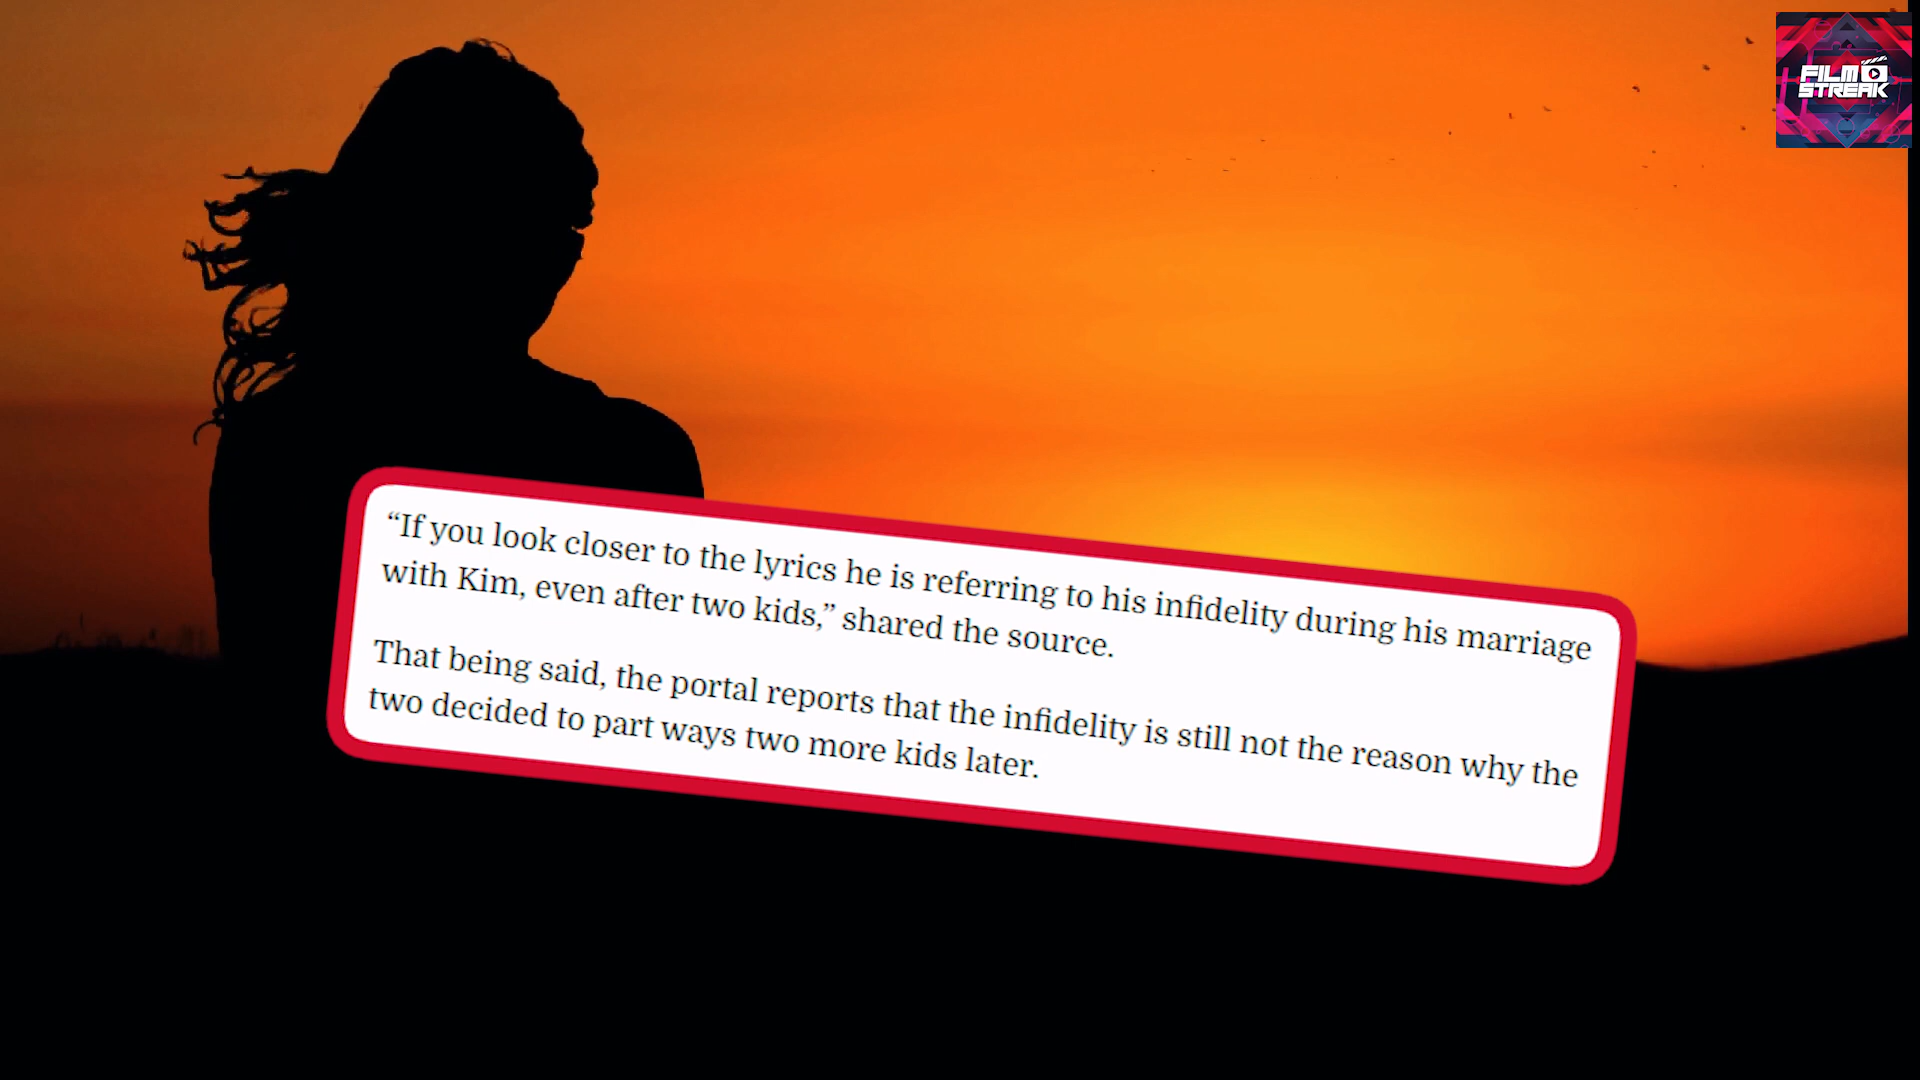 FILM
STREAK
“If you look closer to the lyrics he is referring to his infidelity during his marriage
with Kim, even after two kids,” shared the source.
That being said, the portal reports that the infidelity is still not the reason why the
two decided to part ways two more kids later.